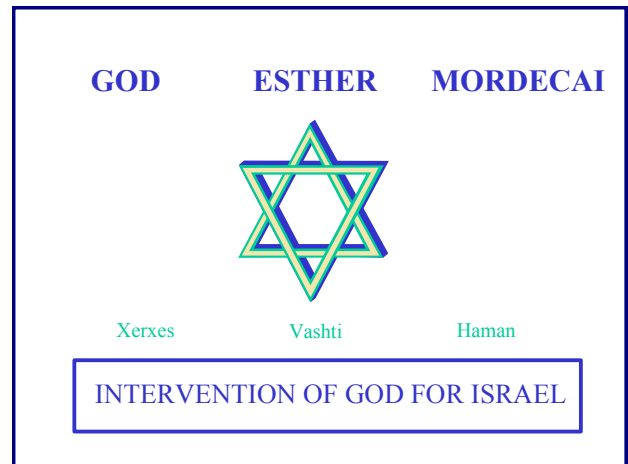 GOD ESTHER MORDECAI
Xerxes Vashti Haman
INTERVENTION OF GOD FOR ISRAEL